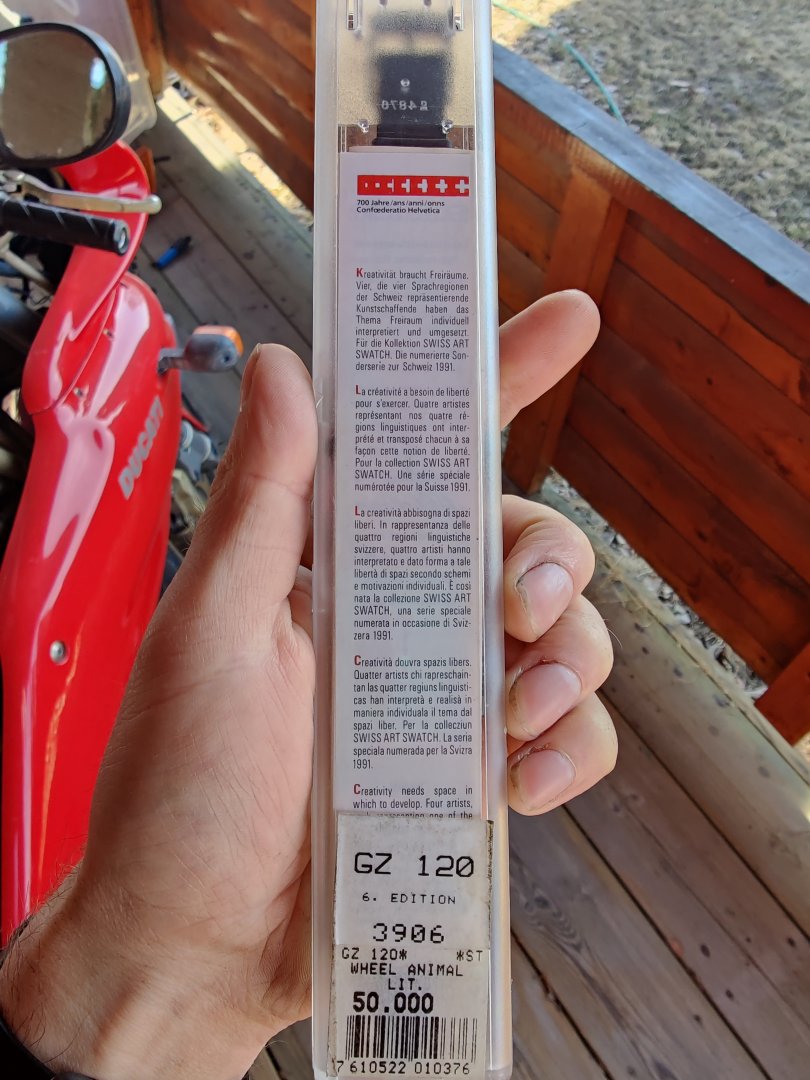 24870
700 Jahre/ans/anni/onns
Confœderatio Helvetica
Kreativität braucht Freiräume.
Vier, die vier Sprachregionen
der Schweiz repräsentierende
Kunstschaffende haben das
Thema Freiraum individuell
interpretiert und umgesetzt.
Für die Kollektion SWISS ART
SWATCH. Die numerierte Son-
derserie zur Schweiz 1991.
La créativité a besoin de liberté
pour s'exercer. Quatre artistes
représentant nos quatre ré-
gions linguistiques ont inter-
prété et transposé chacun à sa
façon cette notion de liberté.
Pour la collection SWISS ART
SWATCH. Une série spéciale
numérotée pour la Suisse 1991.
La creatività abbisogna di spazi
liberi. In rappresentanza delle
quattro regioni linguistiche
svizzere, quattro artisti hanno
interpretato e dato forma a tale
libertà di spazi secondo schemi
e motivazioni individuali. È così
nata la collezione SWISS ART
SWATCH, una serie speciale
numerata in occasione di Sviz-
zera 1991.
Creatività douvra spazis libers.
Quatter artists chi rapreschain-
tan las quatter regiuns linguisti-
cas han interpretà e realisà in
maniera individuala il tema dal
spazi liber. Per la collecziun
SWISS ART SWATCH. La seria
speciala numerada per la Svizra
1991.
Creativity needs space in
which to develop. Four artists,
one of the
GZ 120
6. EDITION
3906
GZ 120* *ST
WHEEL ANIMAL
LIT.
50.000
7 610522 010376
DUCATI